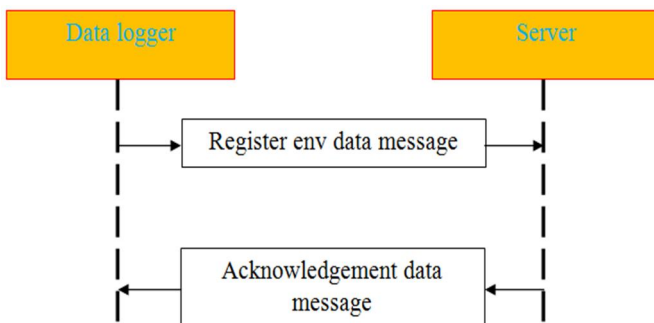 Data logger
Server
Register env data message
Acknowledgement data
message